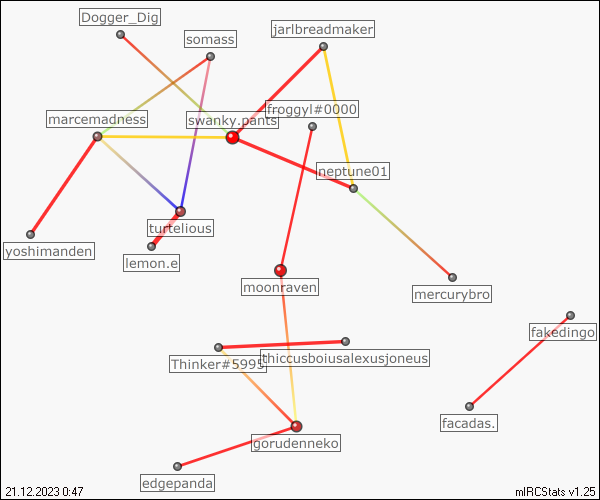 Dogger_Dig
somass
jarlbreadmaker
froggyl#0000
marcemadness
swanky.pants
neptune01
turtelious
yoshimanden
lemon.e
moonraven
mercurybro
fakedingo
Thinker#5995
thiccusboiusalexusjoneus
facadas.
gorudenneko
edgepanda
21.12.2023 0:47
mIRCStats v1.25